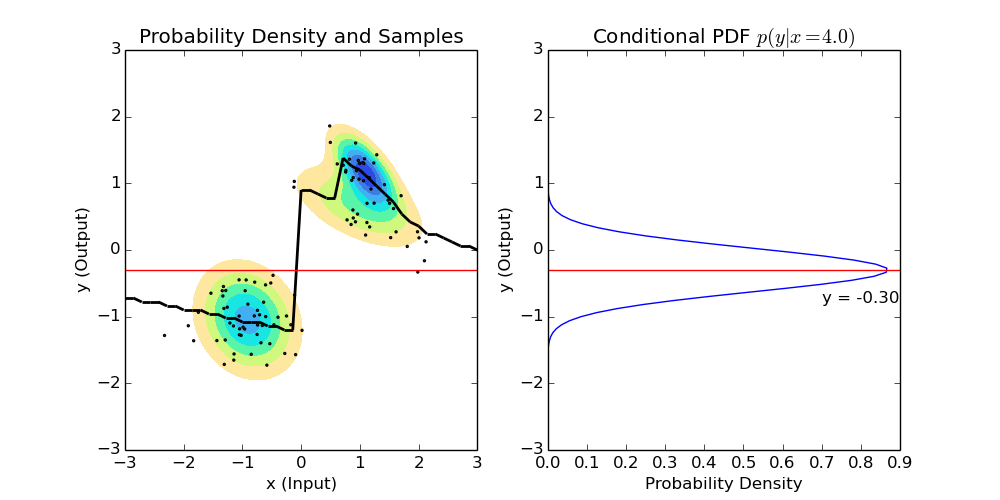 Probability Density and Samples
3
2
1
0
−1
−2
−3
−3 −2 −1 0 1 2 3
x (Input)
y (Output)
Conditional PDF p(y|x=4.0)
3
2
1
0
−1
−2
−3
0.0 0.1 0.2 0.3 0.4 0.5 0.6 0.7 0.8 0.9
Probability Density
y (Output)
y = -0.30